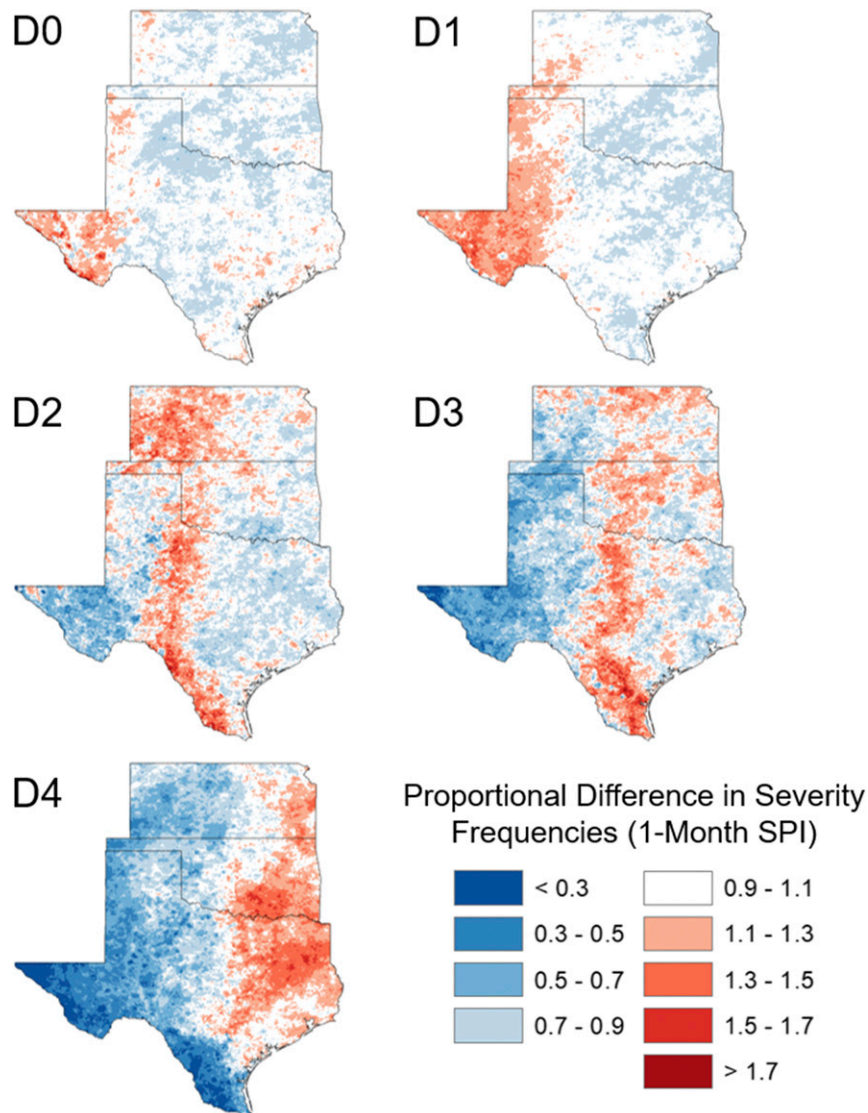 D0
D1
D2
D3
D4
Proportional Difference in Severity
Frequencies (1-Month SPI)
< 0.3
0.9 - 1.1
0.3 - 0.5
1.1 - 1.3
0.5 - 0.7
1.3 - 1.5
0.7 - 0.9
1.5 - 1.7
> 1.7